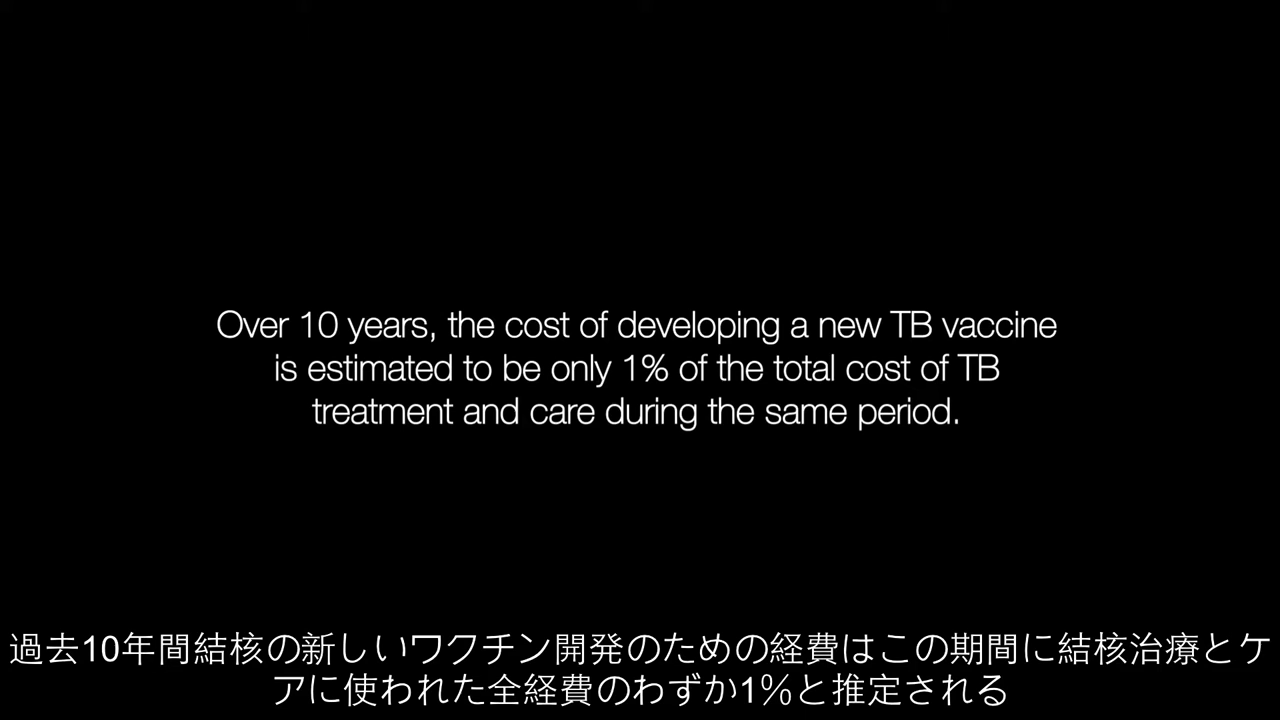 Over 10 years, the cost of developing a new TB vaccine
is estimated to be only 1% of the total cost of TB
treatment and care during the same period.
過去10年間結核の新しいワクチン開発のための経費はこの期間に結核治療とケ
アに使われた全経費のわずか1%と推定される